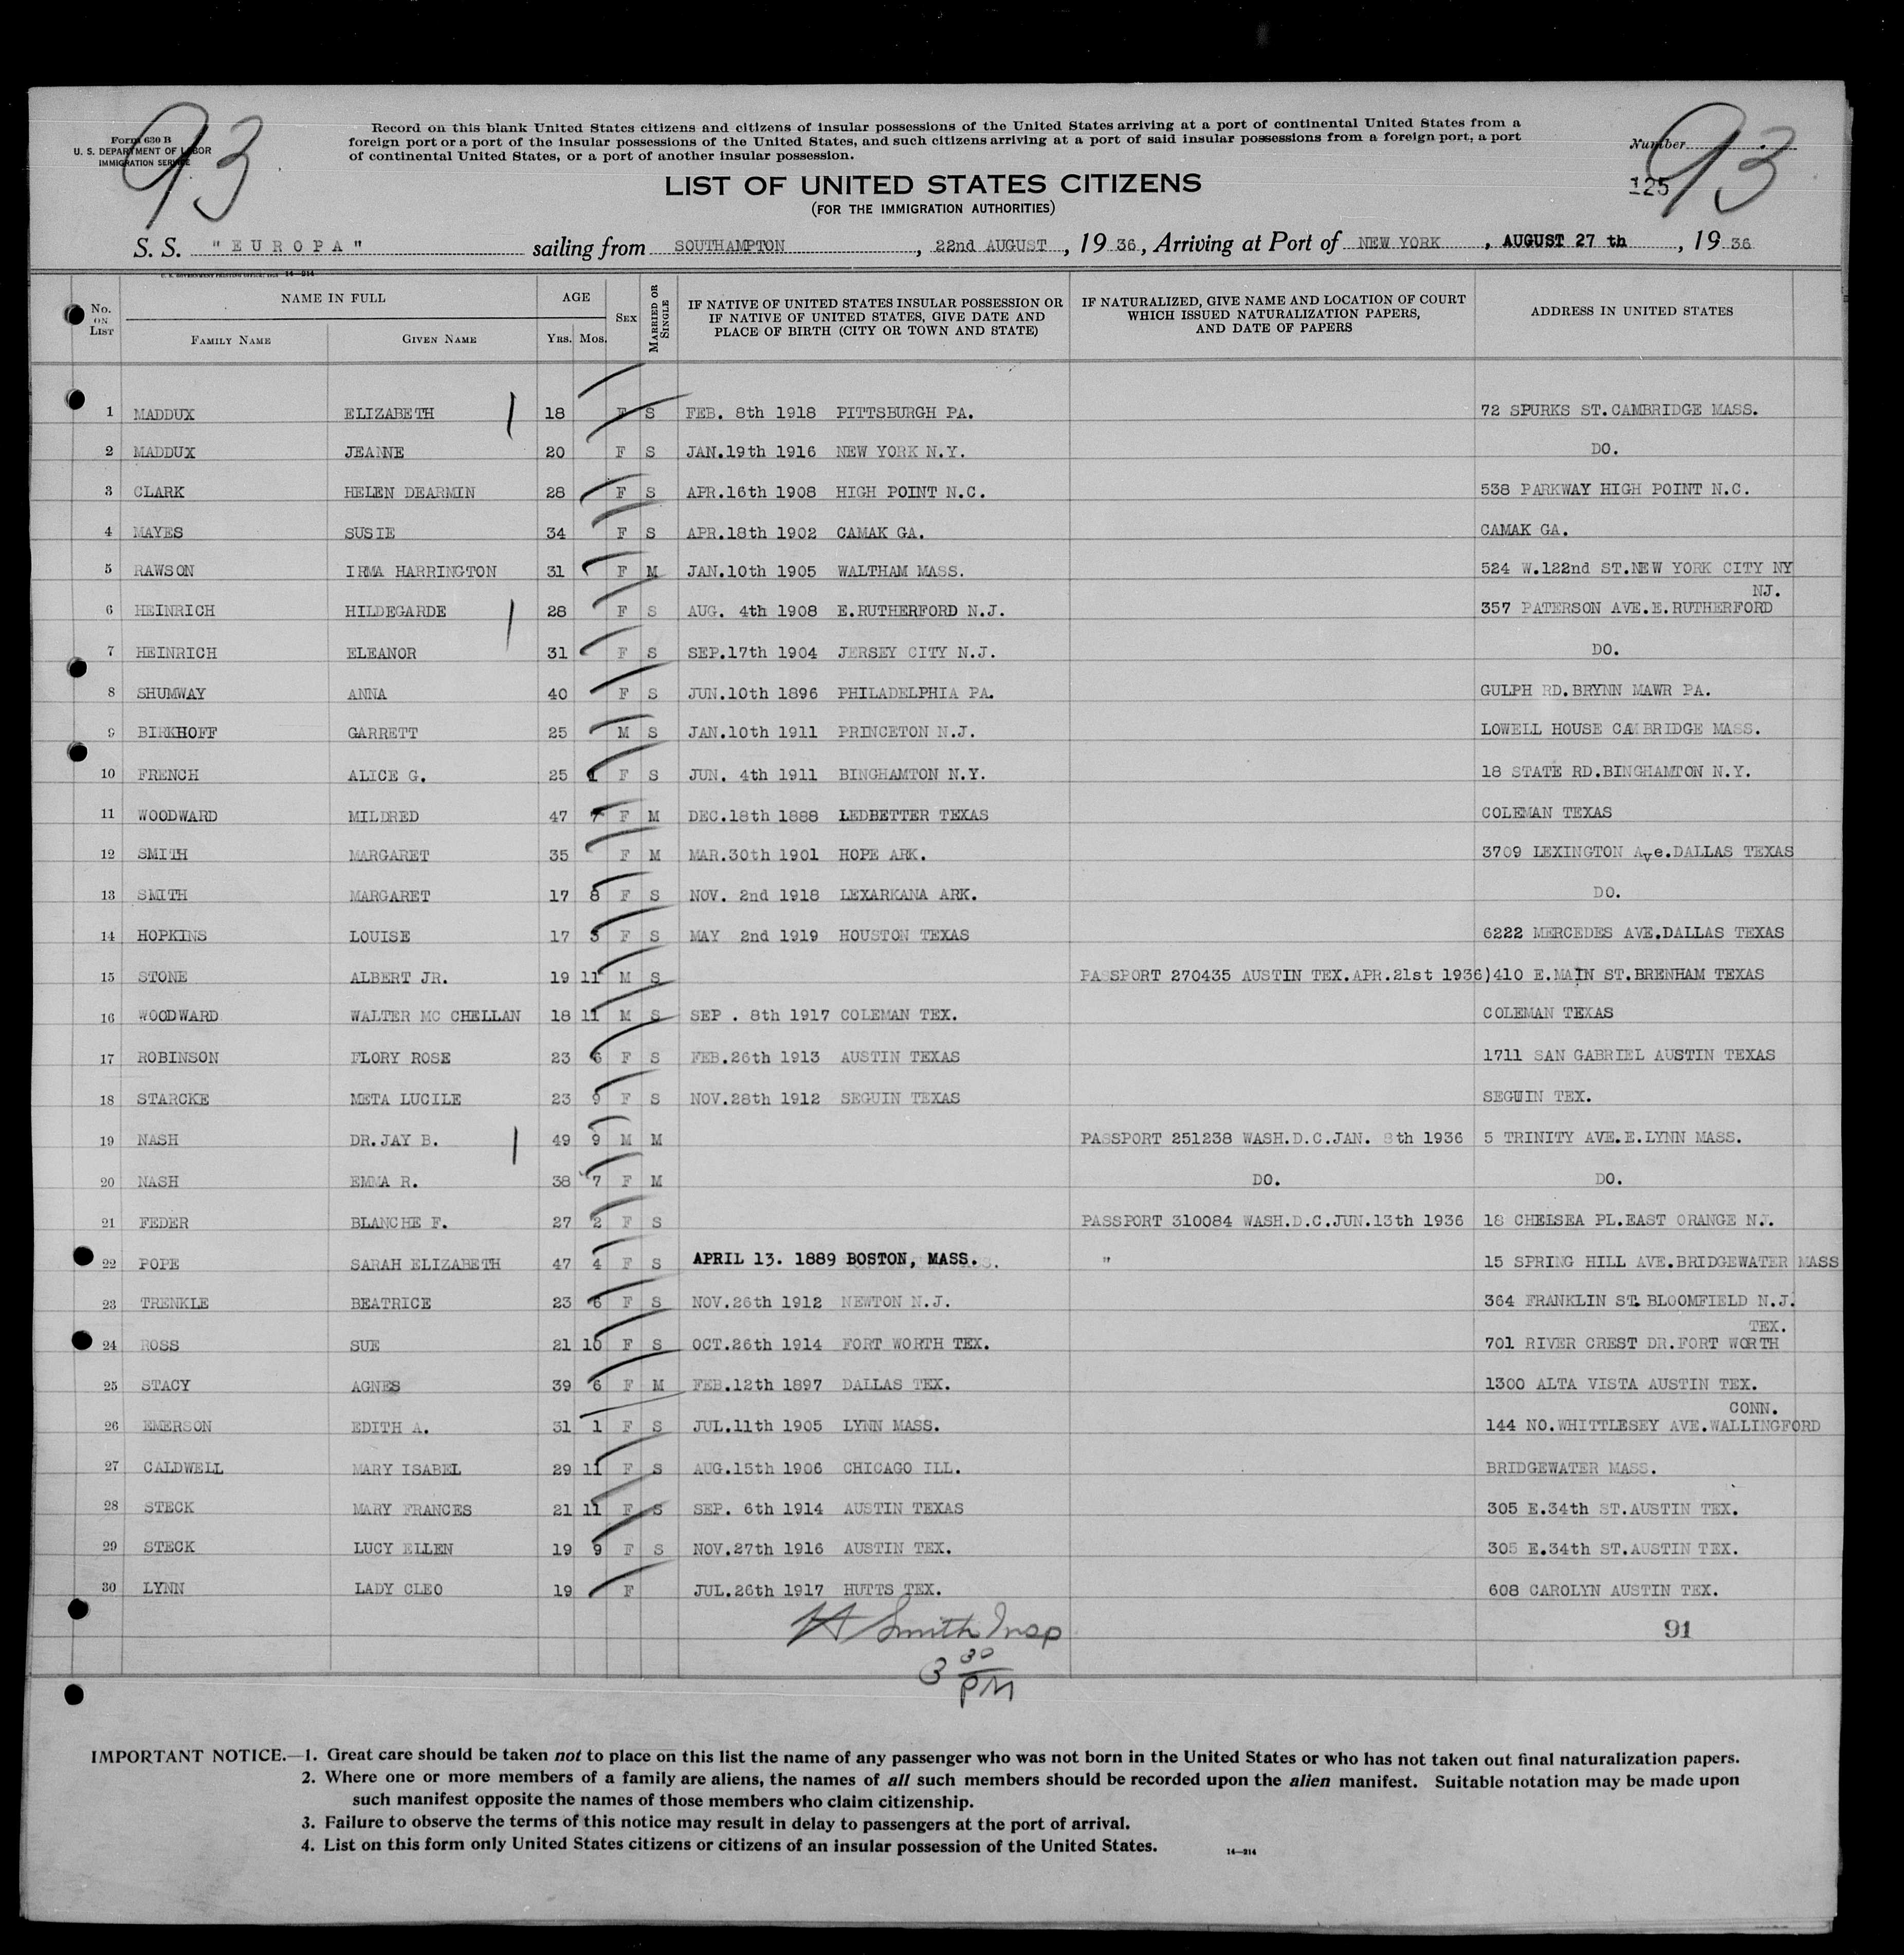 93
93
Form 630 B
U. S. DEPARTMENT OF LABOR
IMMIGRATION SERVICE
Record on this blank United States citizens and citizens of insular possessions of the United States arriving at a port of continental United States from a
foreign port or a port of the insular possessions of the United States, and such citizens arriving at a port of said insular possessions from a foreign port, a port
of continental United States, or a port of another insular possession.
Number
125
LIST OF UNITED STATES CITIZENS
(FOR THE IMMIGRATION AUTHORITIES)
S. S. "EUROPA" sailing from SOUTHAMPTON, 22nd AUGUST, 19 36, Arriving at Port of NEW YORK, AUGUST 27 th, 19 36
14-214
No. ON LIST NAME IN FULL FAMILY NAME GIVEN NAME AGE YRS. MOS. SEX MARRIED OR SINGLE IF NATIVE OF UNITED STATES INSULAR POSSESSION OR IF NATIVE OF UNITED STATES, GIVE DATE AND PLACE OF BIRTH (CITY OR TOWN AND STATE) IF NATURALIZED, GIVE NAME AND LOCATION OF COURT WHICH ISSUED NATURALIZATION PAPERS, AND DATE OF PAPERS ADDRESS IN UNITED STATES
1 MADDUX ELIZABETH 18 F S FEB. 8th 1918 PITTSBURGH PA. 72 SPURKS ST.CAMBRIDGE MASS.
2 MADDUX JEANNE 20 F S JAN.19th 1916 NEW YORK N.Y. DO.
3 CLARK HELEN DEARMIN 28 F S APR.16th 1908 HIGH POINT N.C. 538 PARKWAY HIGH POINT N.C.
4 MAYES SUSIE 34 F S APR.18th 1902 CAMAK GA. CAMAK GA.
5 RAWSON IRMA HARRINGTON 31 F M JAN.10th 1905 WALTHAM MASS. 524 W.122nd ST.NEW YORK CITY NY
NJ.
6 HEINRICH HILDEGARDE 28 F S AUG. 4th 1908 E.RUTHERFORD N.J. 357 PATERSON AVE.E.RUTHERFORD
7 HEINRICH ELEANOR 31 F S SEP.17th 1904 JERSEY CITY N.J. DO.
8 SHUMWAY ANNA 40 F S JUN.10th 1896 PHILADELPHIA PA. GULPH RD.BRYNN MAWR PA.
9 BIRKHOFF GARRETT 25 M S JAN.10th 1911 PRINCETON N.J. LOWELL HOUSE CAMBRIDGE MASS.
10 FRENCH ALICE G. 25 1 F S JUN. 4th 1911 BINGHAMTON N.Y. 18 STATE RD.BINGHAMTON N.Y.
11 WOODWARD MILDRED 47 7 F M DEC.18th 1888 LEDBETTER TEXAS COLEMAN TEXAS
12 SMITH MARGARET 35 F M MAR.30th 1901 HOPE ARK. 3709 LEXINGTON Ave.DALLAS TEXAS
13 SMITH MARGARET 17 8 F S NOV. 2nd 1918 LEXARKANA ARK. DO.
14 HOPKINS LOUISE 17 3 F S MAY 2nd 1919 HOUSTON TEXAS 6222 MERCEDES AVE.DALLAS TEXAS
15 STONE ALBERT JR. 19 11 M S PASSPORT 270435 AUSTIN TEX.APR.21st 1936) 410 E.MAIN ST.BRENHAM TEXAS
16 WOODWARD WALTER MC CHELLAN 18 11 M S SEP . 8th 1917 COLEMAN TEX. COLEMAN TEXAS
17 ROBINSON FLORY ROSE 23 6 F S FEB.26th 1913 AUSTIN TEXAS 1711 SAN GABRIEL AUSTIN TEXAS
18 STARCKE META LUCILE 23 9 F S NOV.28th 1912 SEGUIN TEXAS SEGUIN TEX.
19 NASH DR.JAY B. 49 9 M M PASSPORT 251238 WASH.D.C.JAN. 8th 1936 5 TRINITY AVE.E.LYNN MASS.
20 NASH EMMA R. 38 7 F M DO. DO.
21 FEDER BLANCHE F. 27 2 F S PASSPORT 310084 WASH.D.C.JUN.13th 1936 18 CHELSEA PL.EAST ORANGE N.J.
22 POPE SARAH ELIZABETH 47 4 F S APRIL 13. 1889 BOSTON, MASS. " 15 SPRING HILL AVE.BRIDGEWATER MASS
23 TRENKLE BEATRICE 23 6 F S NOV.26th 1912 NEWTON N.J. 364 FRANKLIN ST. BLOOMFIELD N.J.
TEX.
24 ROSS SUE 21 10 F S OCT.26th 1914 FORT WORTH TEX. 701 RIVER CREST DR.FORT WORTH
25 STACY AGNES 39 6 F M FEB.12th 1897 DALLAS TEX. 1300 ALTA VISTA AUSTIN TEX.
CONN.
26 EMERSON EDITH A. 31 1 F S JUL.11th 1905 LYNN MASS. 144 NO.WHITTLESEY AVE.WALLINGFORD
27 CALDWELL MARY ISABEL 29 11 F S AUG.15th 1906 CHICAGO ILL. BRIDGEWATER MASS.
28 STECK MARY FRANCES 21 11 F S SEP. 6th 1914 AUSTIN TEXAS 305 E.34th ST.AUSTIN TEX.
29 STECK LUCY ELLEN 19 9 F S NOV.27th 1916 AUSTIN TEX. 305 E.34th ST.AUSTIN TEX.
30 LYNN LADY CLEO 19 F JUL.26th 1917 HUTTS TEX. 608 CAROLYN AUSTIN TEX.
Smith Insp
91
3 30
PM
IMPORTANT NOTICE.—1. Great care should be taken not to place on this list the name of any passenger who was not born in the United States or who has not taken out final naturalization papers.
2. Where one or more members of a family are aliens, the names of all such members should be recorded upon the alien manifest. Suitable notation may be made upon
such manifest opposite the names of those members who claim citizenship.
3. Failure to observe the terms of this notice may result in delay to passengers at the port of arrival.
4. List on this form only United States citizens or citizens of an insular possession of the United States.
14-214